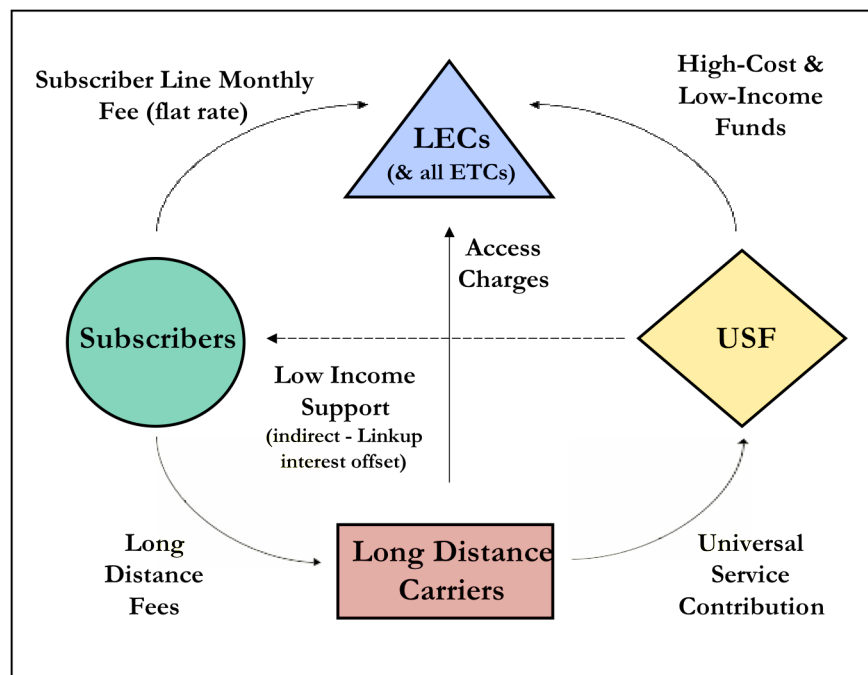 Subscriber Line Monthly
Fee (flat rate)
LECs
(& all ETCs)
High-Cost &
Low-Income
Funds
Access
Charges
Subscribers
USF
Low Income
Support
(indirect - Linkup
interest offset)
Long
Distance
Fees
Long Distance
Carriers
Universal
Service
Contribution